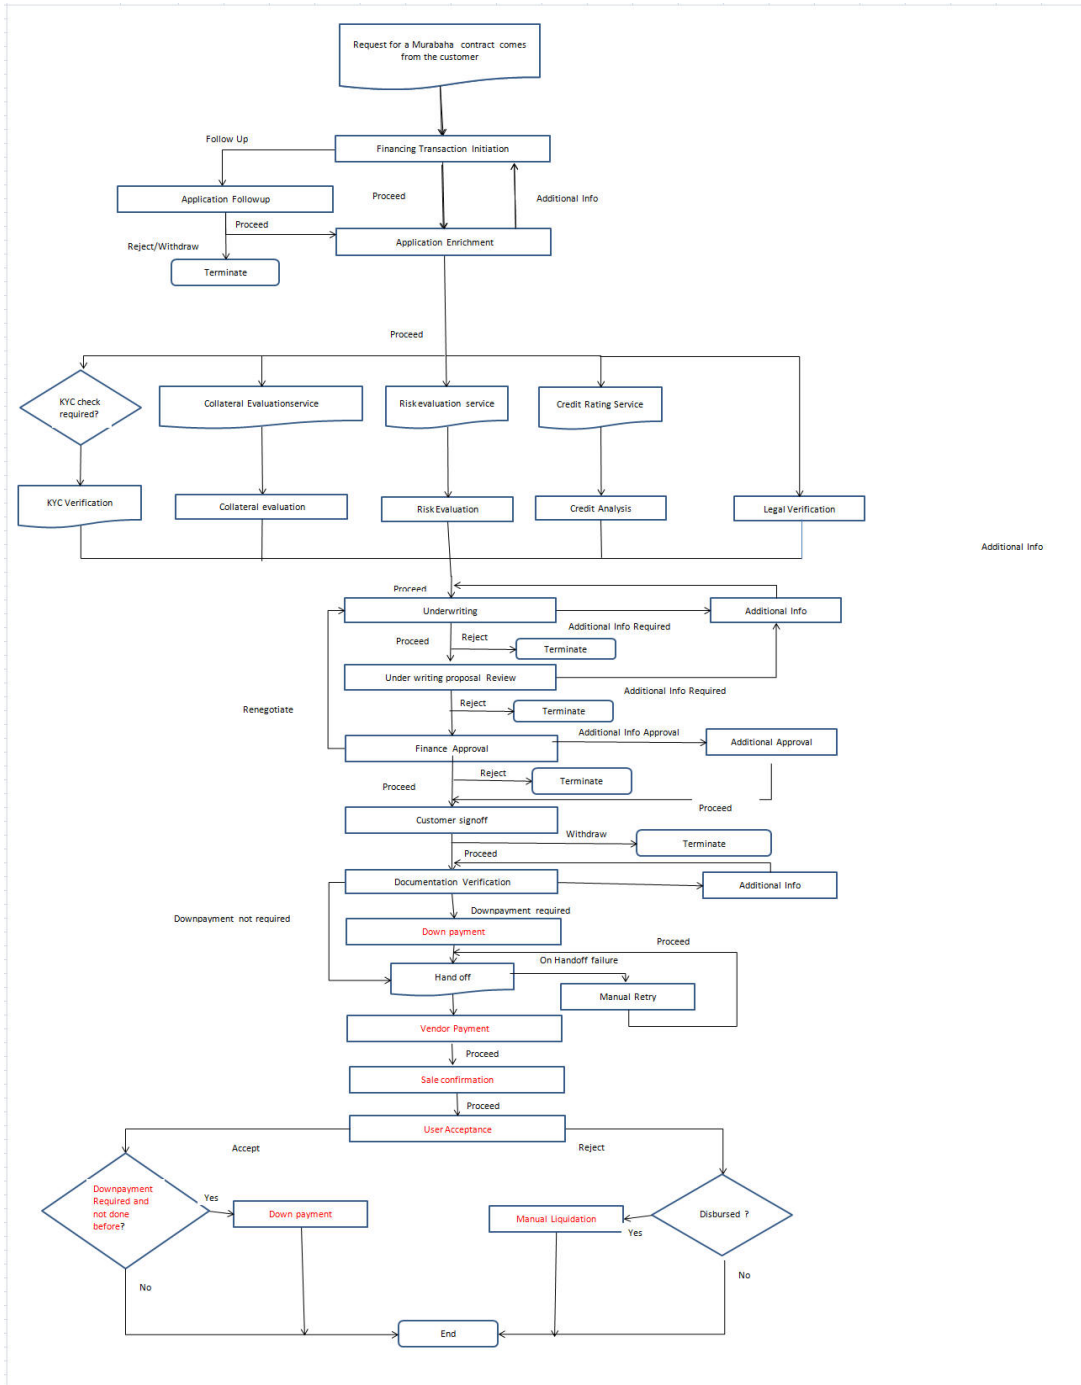 Request for a Murabaha contract comes
from the customer
Follow Up
Financing Transaction Initiation
Application Followup
Proceed
Additional Info
Proceed
Application Enrichment
Reject/Withdraw
Terminate
Proceed
KYC check
required?
Collateral Evaluationservice
Risk evaluation service
Credit Rating Service
KYC Verification
Collateral evaluation
Risk Evaluation
Credit Analysis
Legal Verification
Additional Info
Proceed
Underwriting
Additional Info
Additional Info Required
Proceed
Reject
Terminate
Under writing proposal Review
Additional Info Required
Reject
Renegotiate
Terminate
Additional Info Approval
Finance Approval
Additional Approval
Reject
Terminate
Proceed
Proceed
Customer signoff
Withdraw
Terminate
Proceed
Documentation Verification
Additional Info
Downpayment not required
Downpayment required
Down payment
Proceed
On Handoff failure
Hand off
Manual Retry
Vendor Payment
Proceed
Sale confirmation
Proceed
User Acceptance
Accept
Reject
Downpayment
Required and
not done
before?
Yes
Down payment
Manual Liquidation
Yes
Disbursed ?
No
No
End